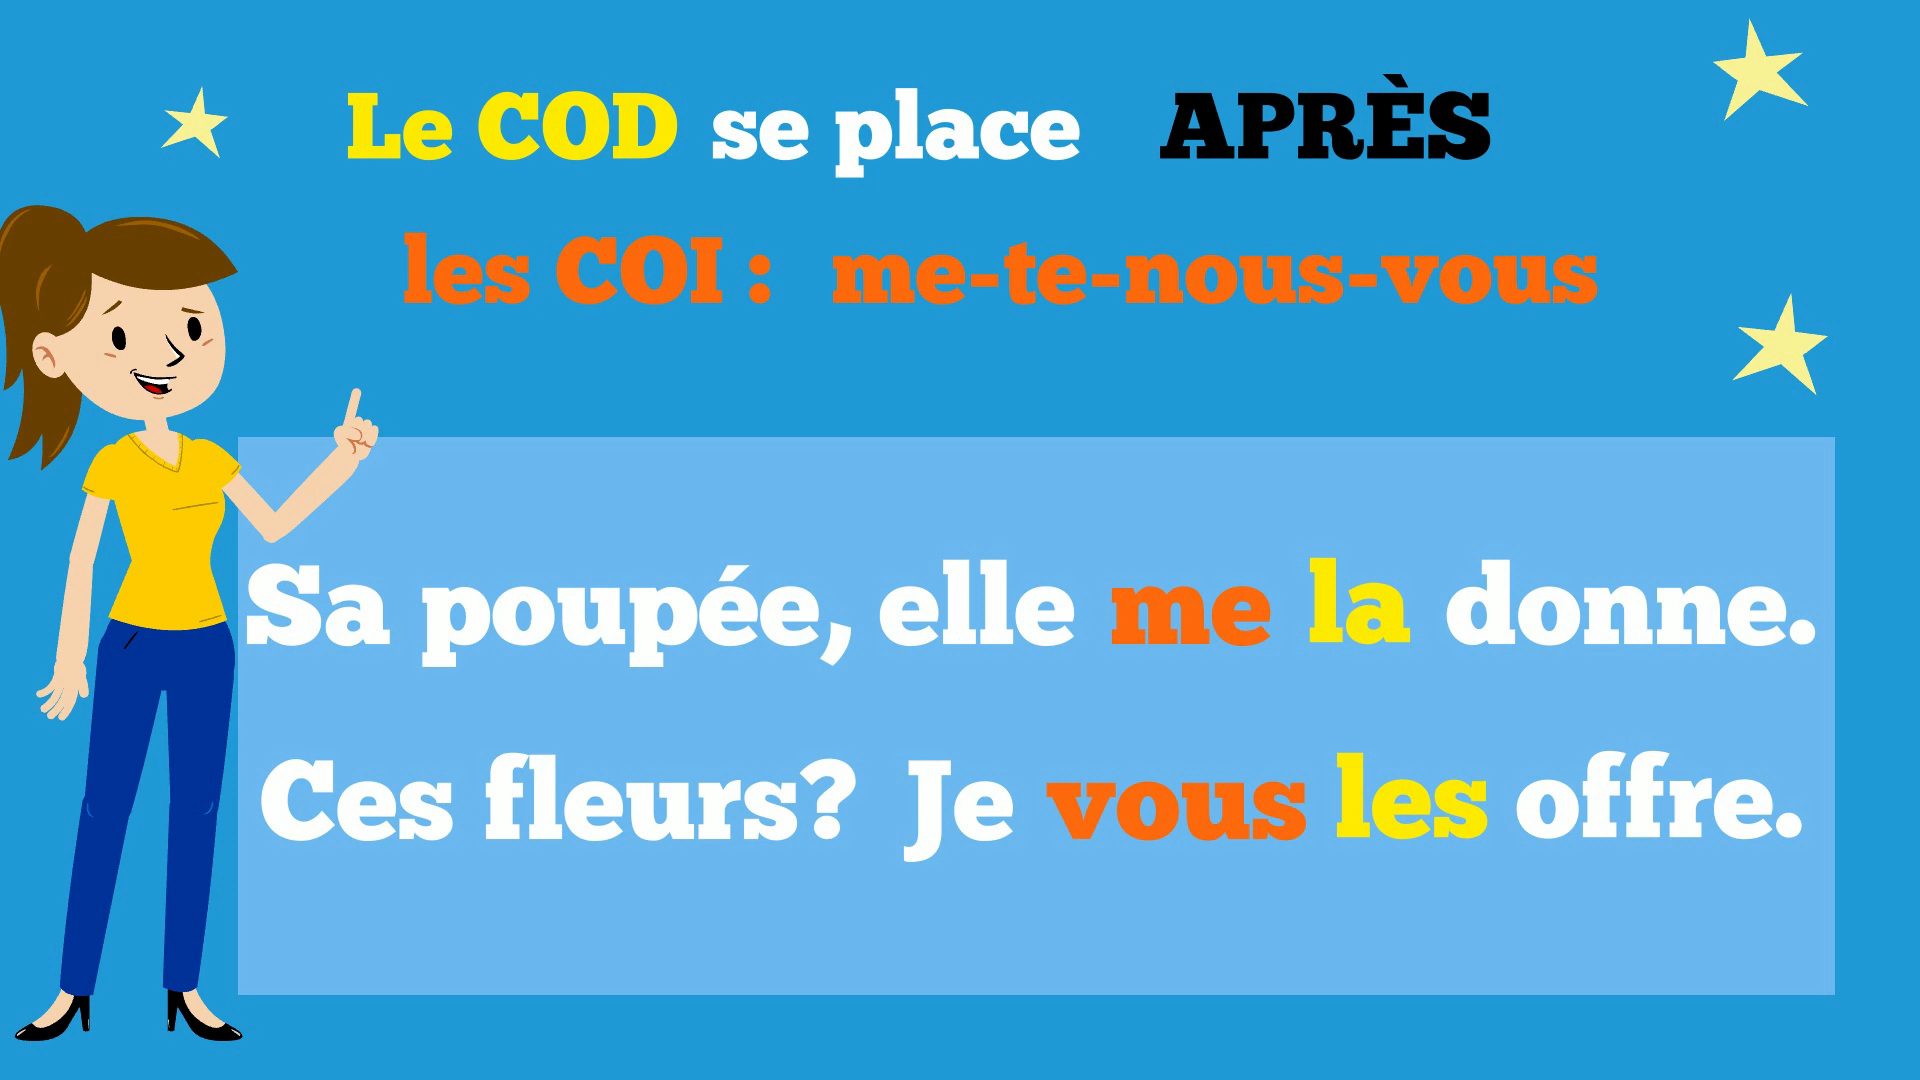 Le COD se place APRÈS
les COI : me-te-nous-vous
Sa poupée, elle me la donne.
Ces fleurs? Je vous les offre.